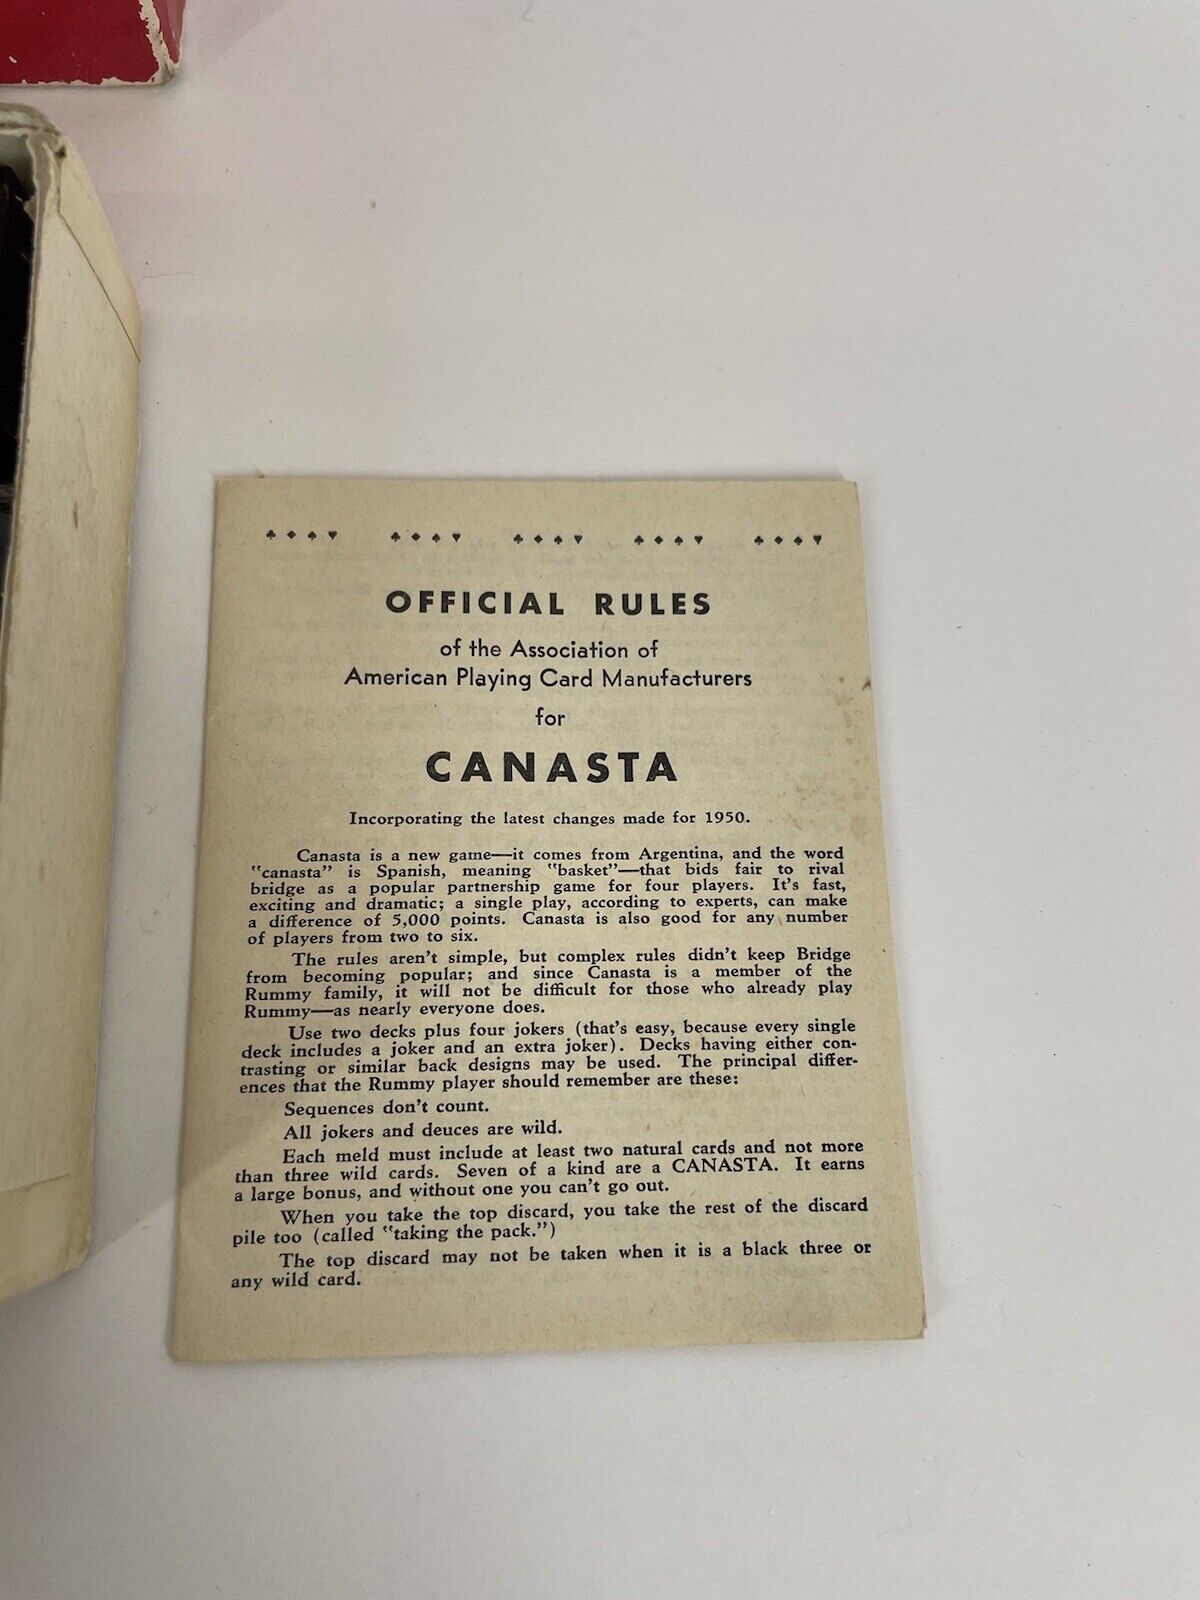 ♣ ♦ ♠ ♥ ♣ ♦ ♠ ♥ ♣ ♦ ♠ ♥ ♣ ♦ ♠ ♥ ♣ ♦ ♠ ♥
OFFICIAL RULES
of the Association of
American Playing Card Manufacturers
for
CANASTA
Incorporating the latest changes made for 1950.
Canasta is a new game—it comes from Argentina, and the word
"canasta" is Spanish, meaning "basket"—that bids fair to rival
bridge as a popular partnership game for four players. It's fast,
exciting and dramatic; a single play, according to experts, can make
a difference of 5,000 points. Canasta is also good for any number
of players from two to six.
The rules aren't simple, but complex rules didn't keep Bridge
from becoming popular; and since Canasta is a member of the
Rummy family, it will not be difficult for those who already play
Rummy—as nearly everyone does.
Use two decks plus four jokers (that's easy, because every single
deck includes a joker and an extra joker). Decks having either con-
trasting or similar back designs may be used. The principal differ-
ences that the Rummy player should remember are these:
Sequences don't count.
All jokers and deuces are wild.
Each meld must include at least two natural cards and not more
than three wild cards. Seven of a kind are a CANASTA. It earns
a large bonus, and without one you can't go out.
When you take the top discard, you take the rest of the discard
pile too (called "taking the pack.")
The top discard may not be taken when it is a black three or
any wild card.